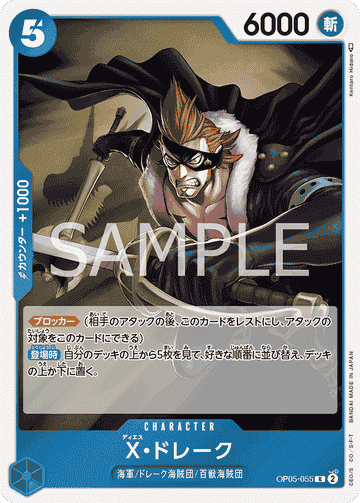 5
6000
斬
Kentaro Hidano
カウンター +1000
SAMPLE
ブロッカー (相手のアタックの後、このカードをレストにし、アタックの
対象をこのカードにできる)
登場時 自分のデッキの上から5枚を見て、好きな順番に並び替え、デッキ
の上か下に置く。
CHARACTER
ディエス
X・ドレーク
海軍/ドレーク海賊団/百獣海賊団
OP05-055 R 2
BANDAI MADE IN JAPAN